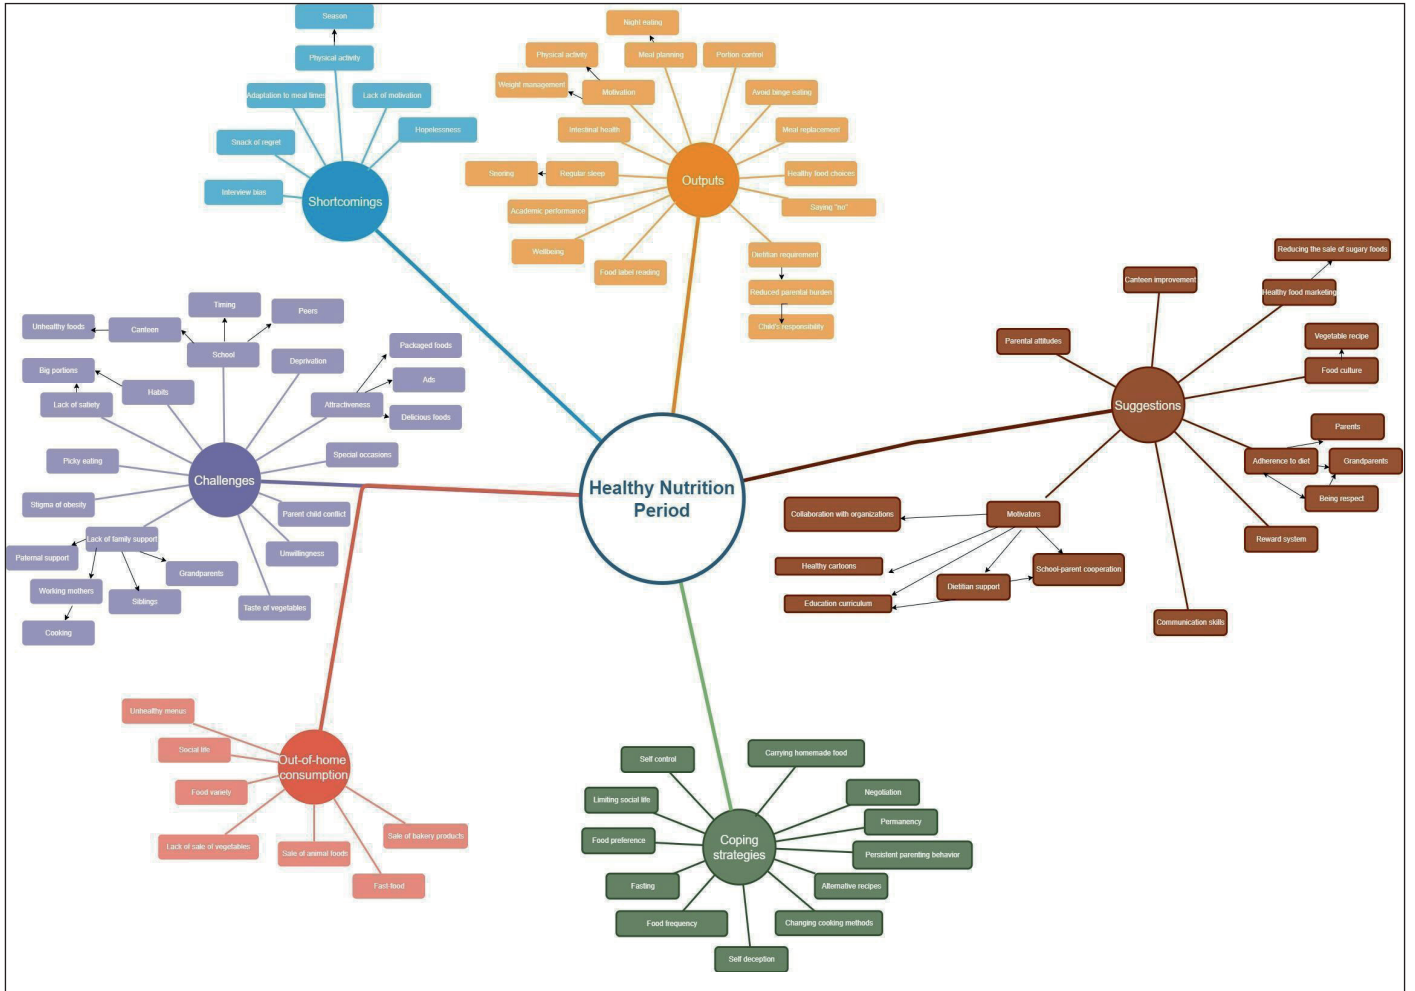 Season
Physical activity
Adaptation to meal times
Lack of motivation
Snack of regret
Hopelessness
Interview bias
Shortcomings
Night eating
Physical activity
Meal planning
Portion control
Weight management
Motivation
Avoid binge eating
Intestinal health
Meal replacement
Snoring
Regular sleep
Outputs
Healthy food choices
Academic performance
Saying "no"
Wellbeing
Food label reading
Dietitian requirement
Reduced parental burden
Child's responsibility
Timing
Peers
Unhealthy foods
Canteen
School
Deprivation
Packaged foods
Big portions
Habits
Ads
Lack of satiety
Attractiveness
Delicious foods
Picky eating
Challenges
Special occasions
Stigma of obesity
Parent child conflict
Lack of family support
Unwillingness
Paternal support
Grandparents
Working mothers
Siblings
Taste of vegetables
Cooking
Healthy Nutrition
Period
Reducing the sale of sugary foods
Canteen improvement
Healthy food marketing
Parental attitudes
Vegetable recipe
Food culture
Suggestions
Parents
Adherence to diet
Grandparents
Being respect
Collaboration with organizations
Motivators
Reward system
Healthy cartoons
School-parent cooperation
Dietitian support
Education curriculum
Communication skills
Unhealthy menus
Social life
Out-of-home
consumption
Food variety
Lack of sale of vegetables
Sale of animal foods
Sale of bakery products
Fast-food
Self control
Carrying homemade food
Limiting social life
Negotiation
Food preference
Permanency
Coping
strategies
Persistent parenting behavior
Fasting
Alternative recipes
Food frequency
Changing cooking methods
Self deception